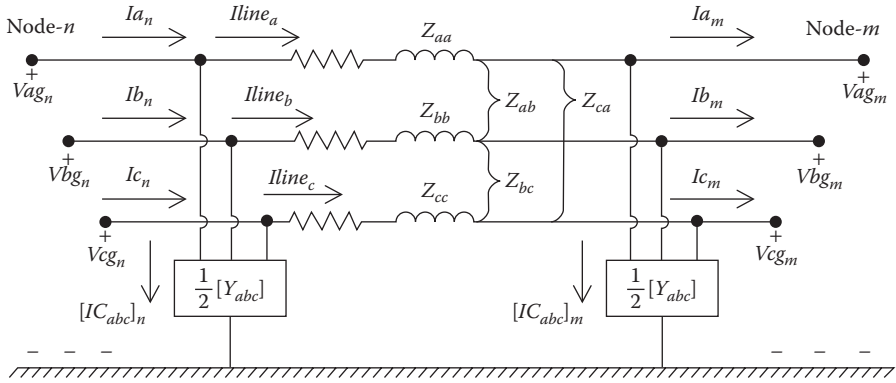 Node-n
Ia_n
Iline_a
Z_aa
Ia_m
Node-m
+
Vag_n
+
Vag_m
Ib_n
Iline_b
Z_bb
Z_ab
Z_ca
Ib_m
+
Vbg_n
+
Vbg_m
Ic_n
Iline_c
Z_cc
Z_bc
Ic_m
+
Vcg_n
+
Vcg_m
[IC_abc]_n
1/2 [Y_abc]
[IC_abc]_m
1/2 [Y_abc]
− − −
− − −